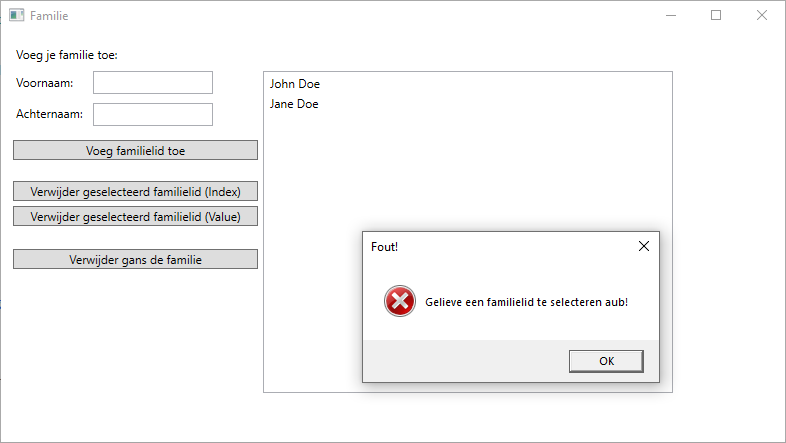 Familie
Voeg je familie toe:
Voornaam:
Achternaam:
Voeg familielid toe
Verwijder geselecteerd familielid (Index)
Verwijder geselecteerd familielid (Value)
Verwijder gans de familie
John Doe
Jane Doe
Fout!
Gelieve een familielid te selecteren aub!
OK